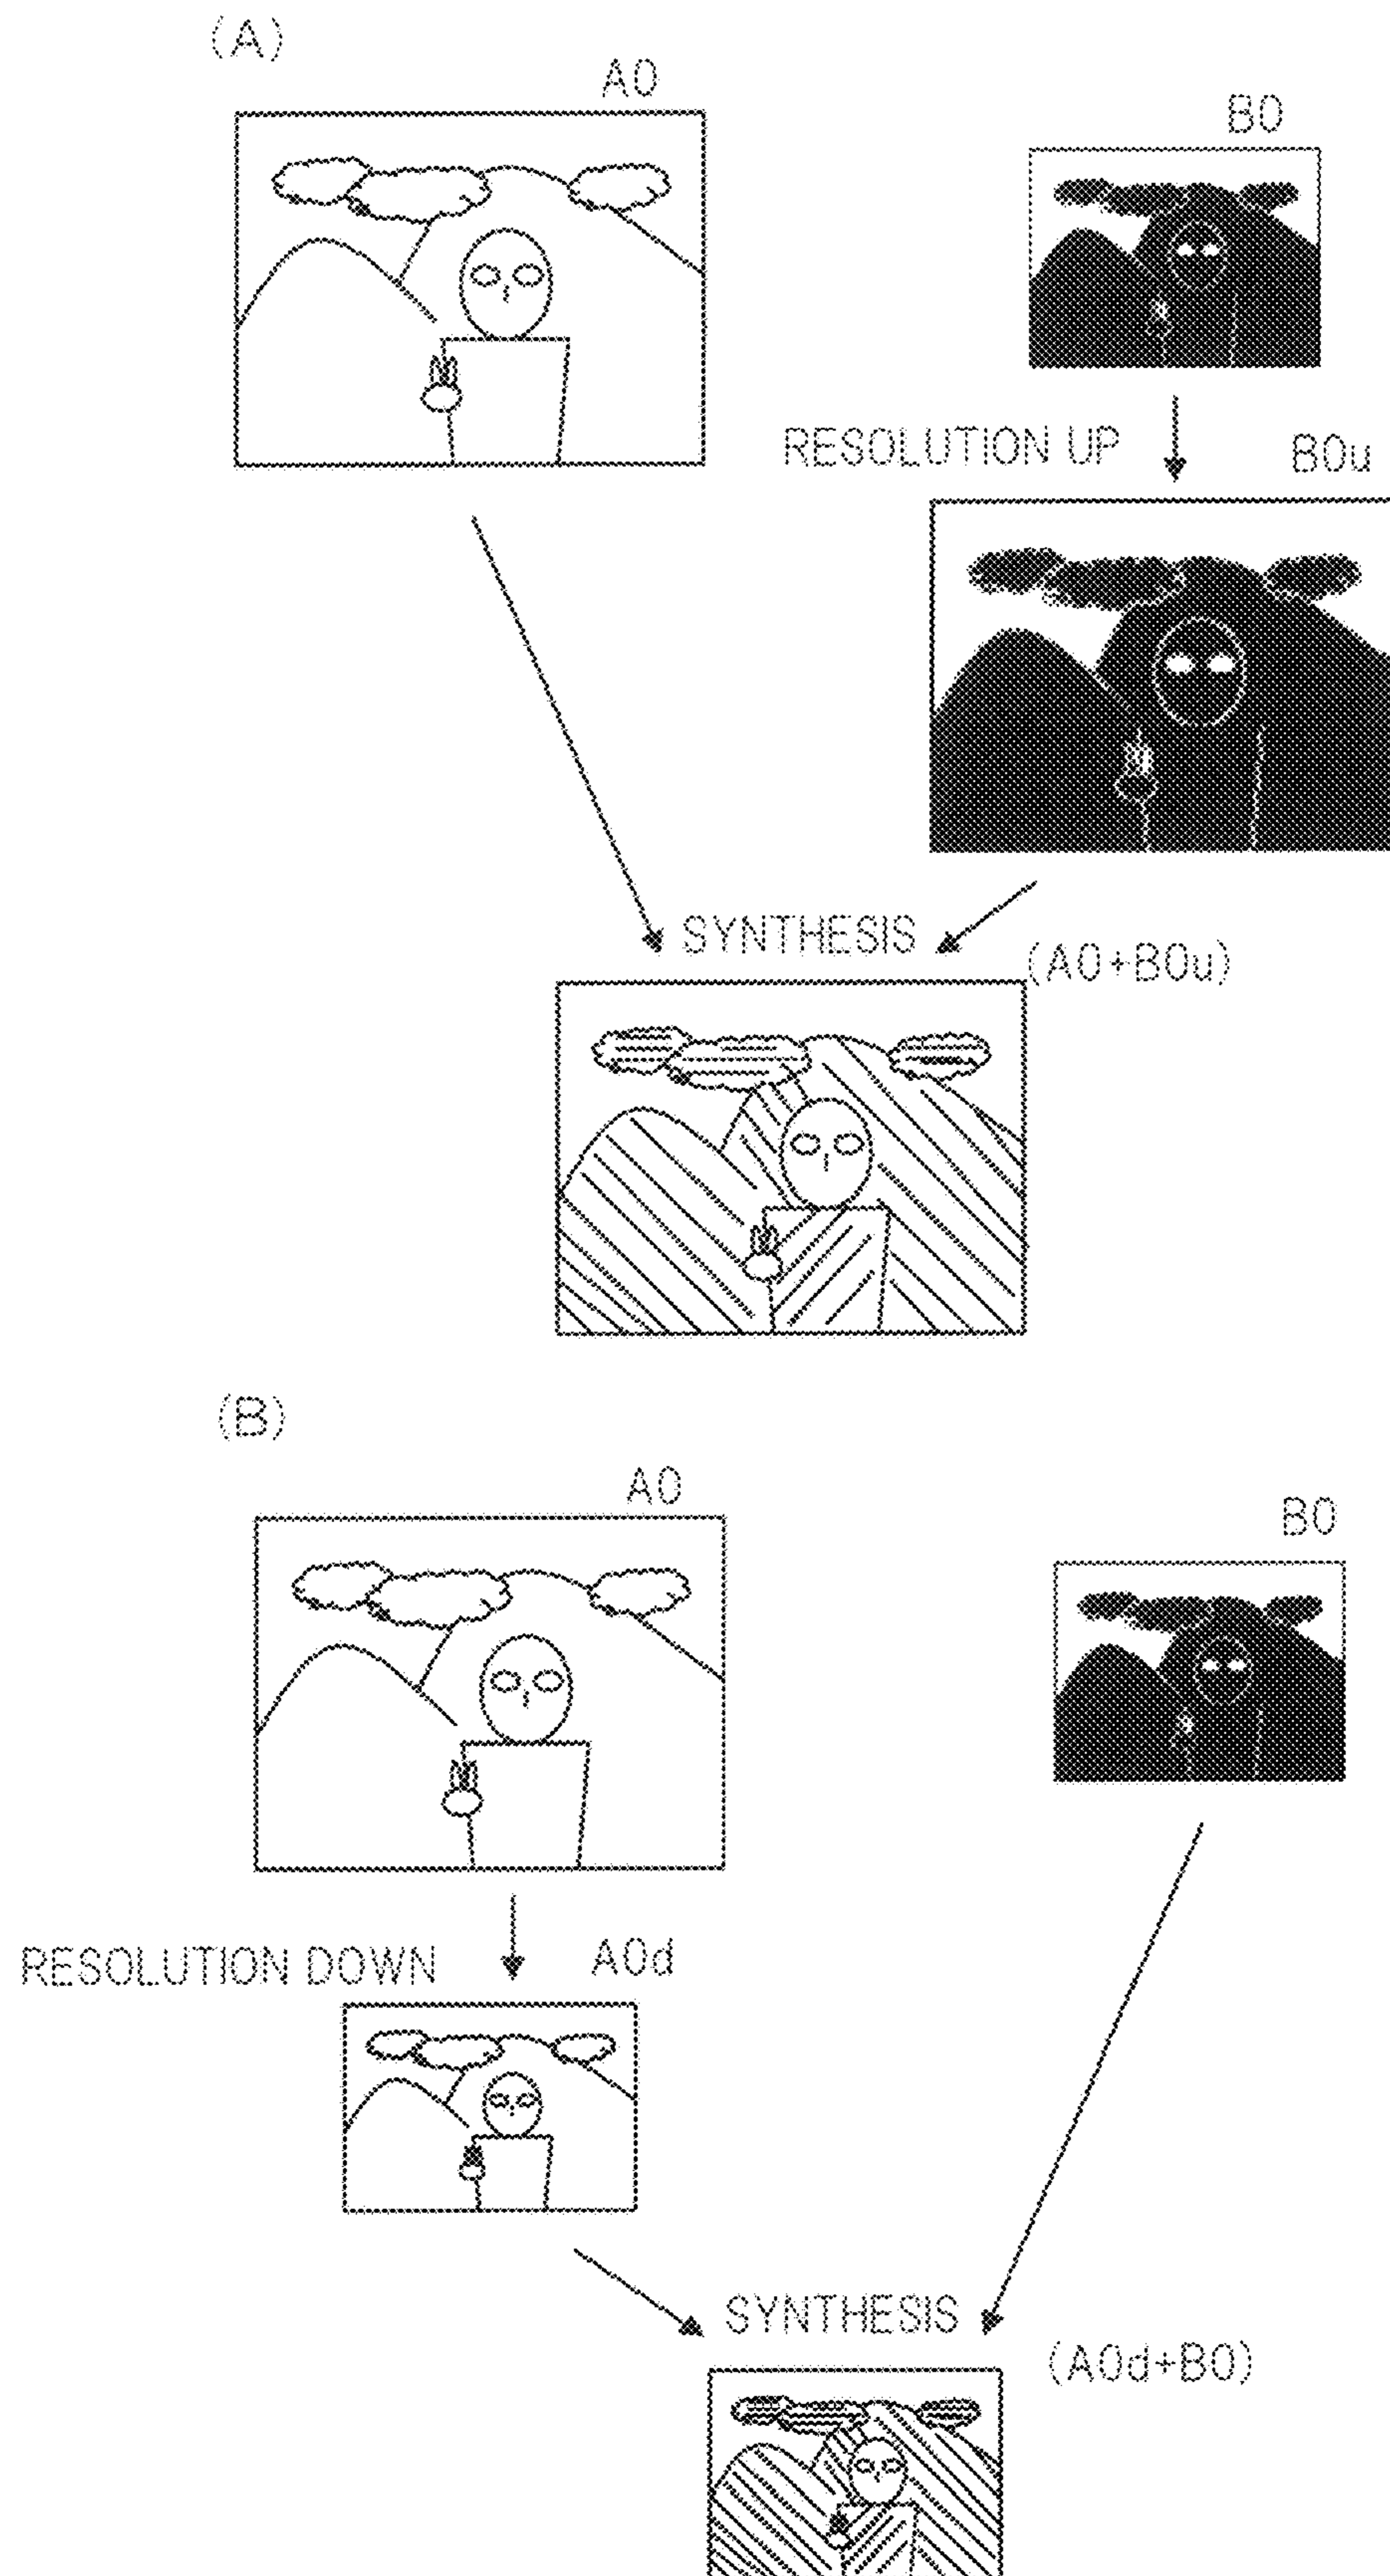 (A)
A0
B0
RESOLUTION UP
B0u
SYNTHESIS
(A0+B0u)
(B)
A0
B0
RESOLUTION DOWN
A0d
SYNTHESIS
(A0d+B0)